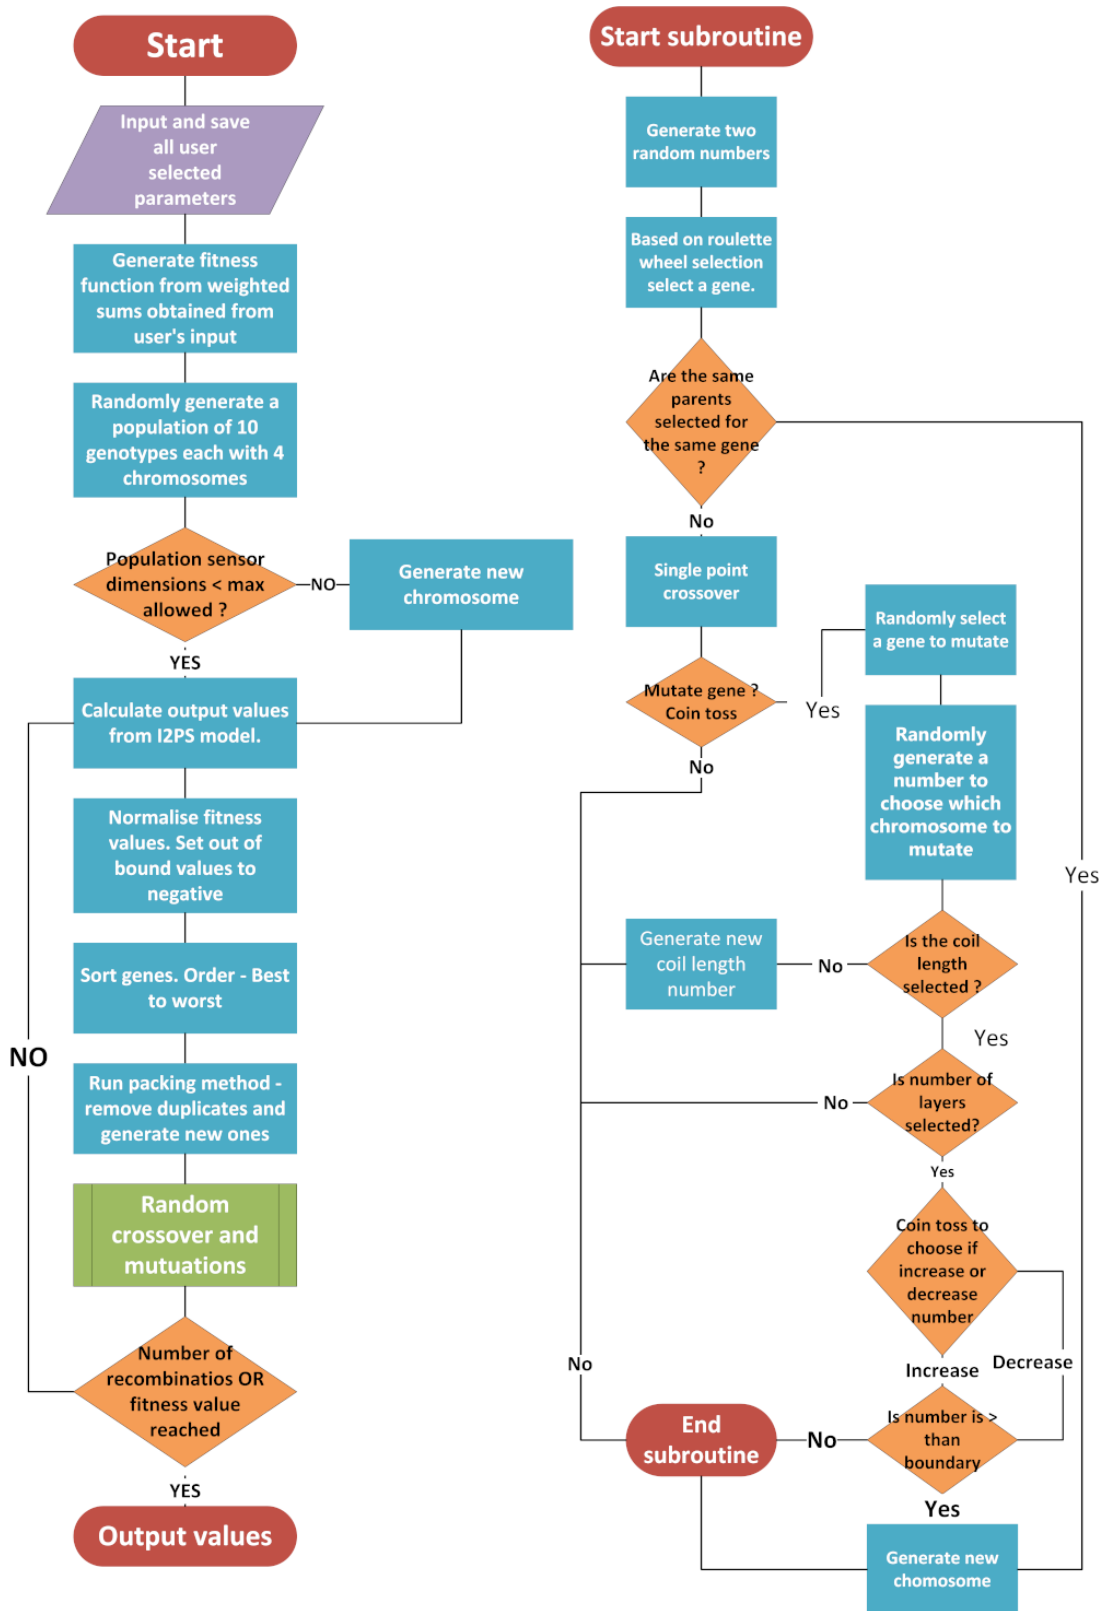 Start
Input and save
all user
selected
parameters
Generate fitness
function from weighted
sums obtained from
user's input
Randomly generate a
population of 10
genotypes each with 4
chromosomes
Population sensor
dimensions < max
allowed ?
NO
Generate new
chromosome
YES
Calculate output values
from I2PS model.
Normalise fitness
values. Set out of
bound values to
negative
Sort genes. Order - Best
to worst
NO
Run packing method -
remove duplicates and
generate new ones
Random
crossover and
mutuations
Number of
recombinatios OR
fitness value
reached
YES
Output values
Start subroutine
Generate two
random numbers
Based on roulette
wheel selection
select a gene.
Are the same
parents
selected for
the same gene
?
No
Single point
crossover
Mutate gene ?
Coin toss
Yes
Randomly select
a gene to mutate
No
Randomly
generate a
number to
choose which
chromosome to
mutate
Yes
Is the coil
length
selected ?
No
Generate new
coil length
number
Yes
Is number of
layers
selected?
No
Yes
Coin toss to
choose if
increase or
decrease
number
No
Increase
Decrease
Is number is >
than
boundary
No
End
subroutine
Yes
Generate new
chomosome